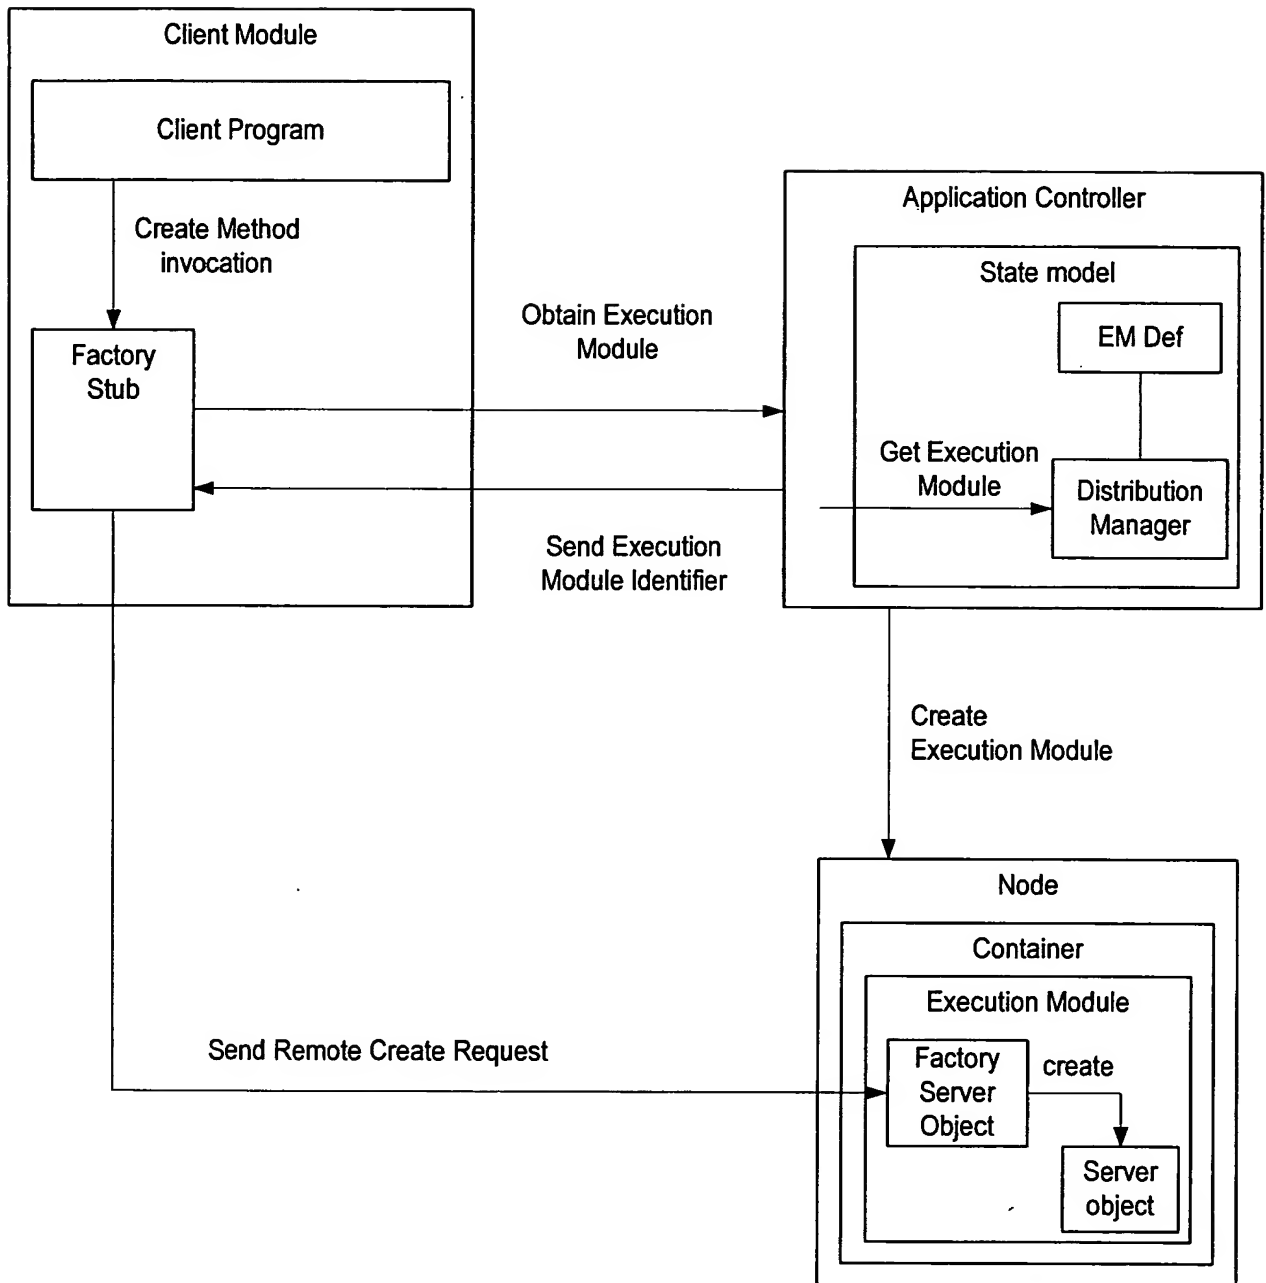 Client Module
Client Program
Create Method
invocation
Factory
Stub
Obtain Execution
Module
Send Execution
Module Identifier
Application Controller
State model
EM Def
Get Execution
Module
Distribution
Manager
Create
Execution Module
Node
Container
Execution Module
Send Remote Create Request
Factory
Server
Object
create
Server
object